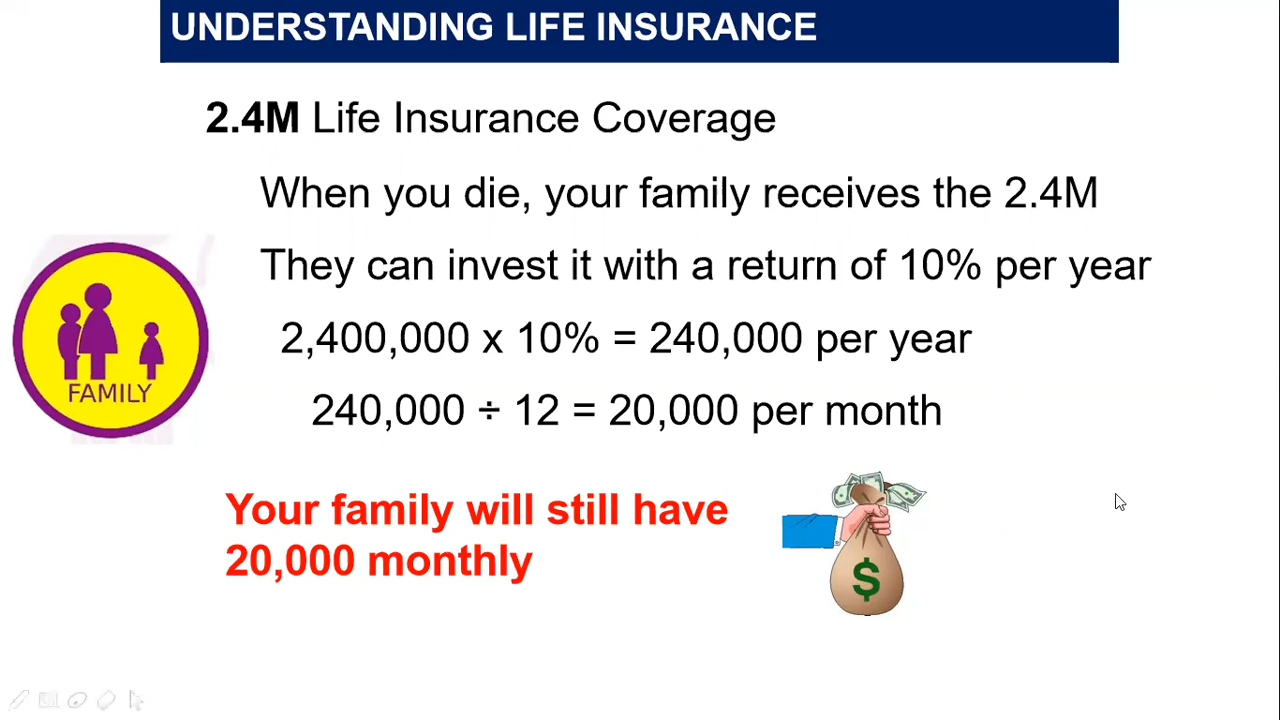 UNDERSTANDING LIFE INSURANCE
2.4M Life Insurance Coverage
When you die, your family receives the 2.4M
They can invest it with a return of 10% per year
2,400,000 x 10% = 240,000 per year
240,000 ÷ 12 = 20,000 per month
FAMILY
Your family will still have
20,000 monthly
$